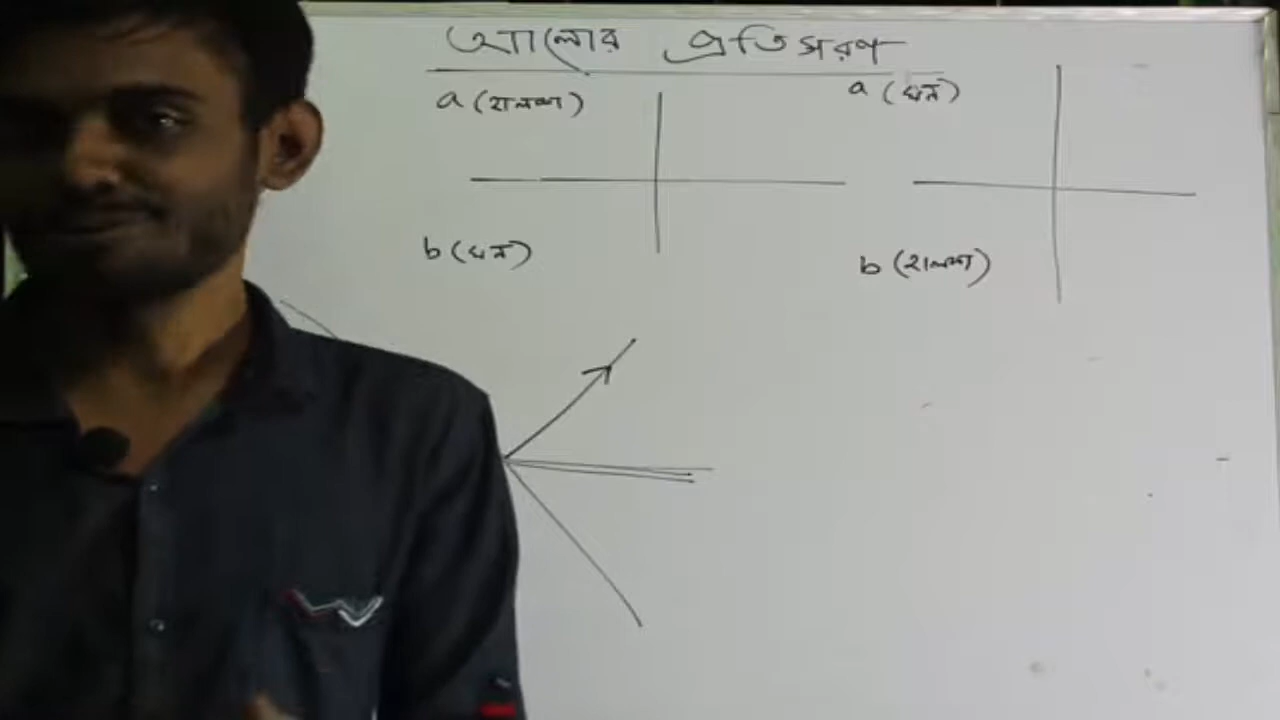 আলোর প্রতিসরণ
a (হালকা)
a (ঘন)
b (ঘন)
b (হালকা)